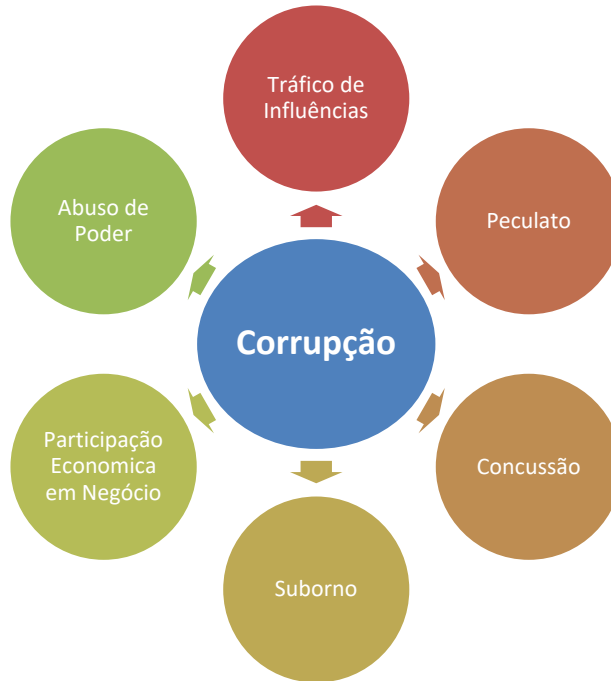 Tráfico de
Influências
Abuso de
Poder
Peculato
Corrupção
Participação
Economica
em Negócio
Concussão
Suborno